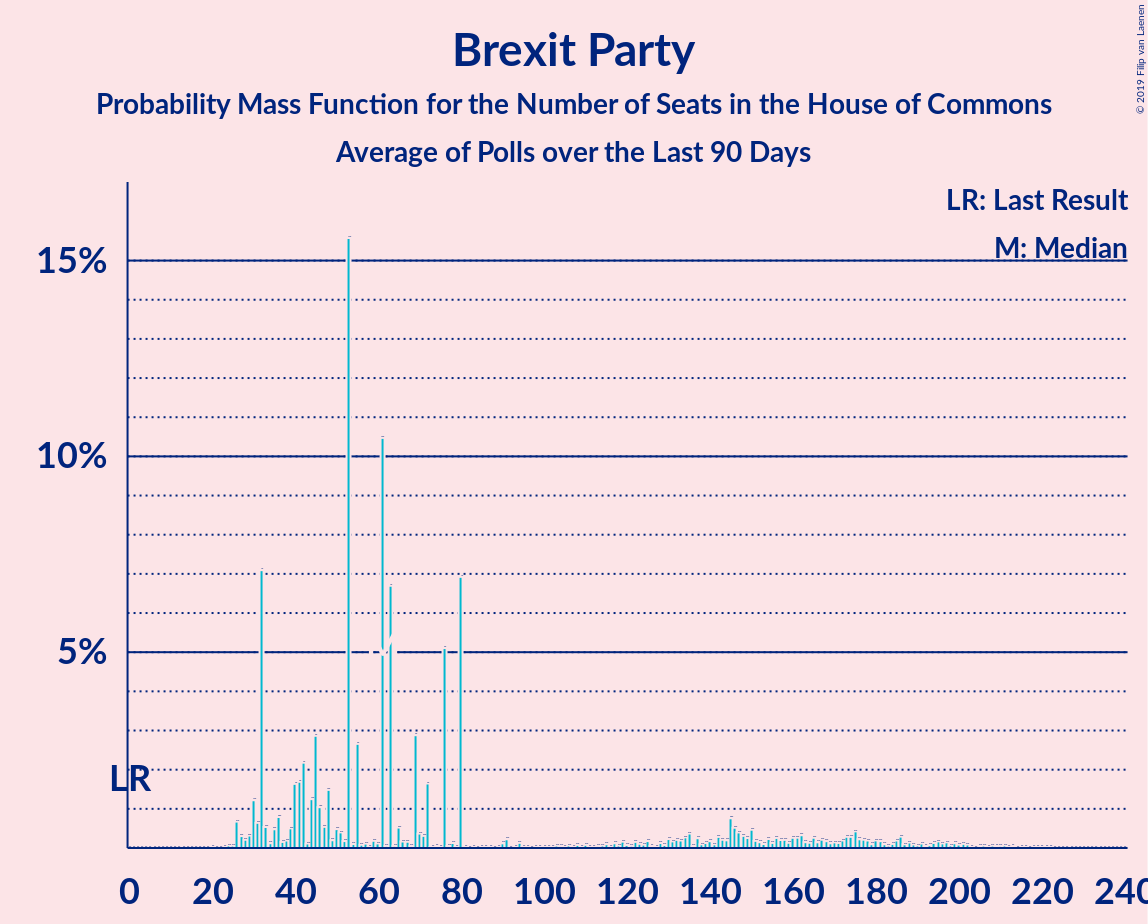 Brexit Party
Probability Mass Function for the Number of Seats in the House of Commons
Average of Polls over the Last 90 Days
© 2019 Filip van Laenen
LR: Last Result
M: Median
15%
10%
5%
LR
0 20 40 60 80 100 120 140 160 180 200 220 240